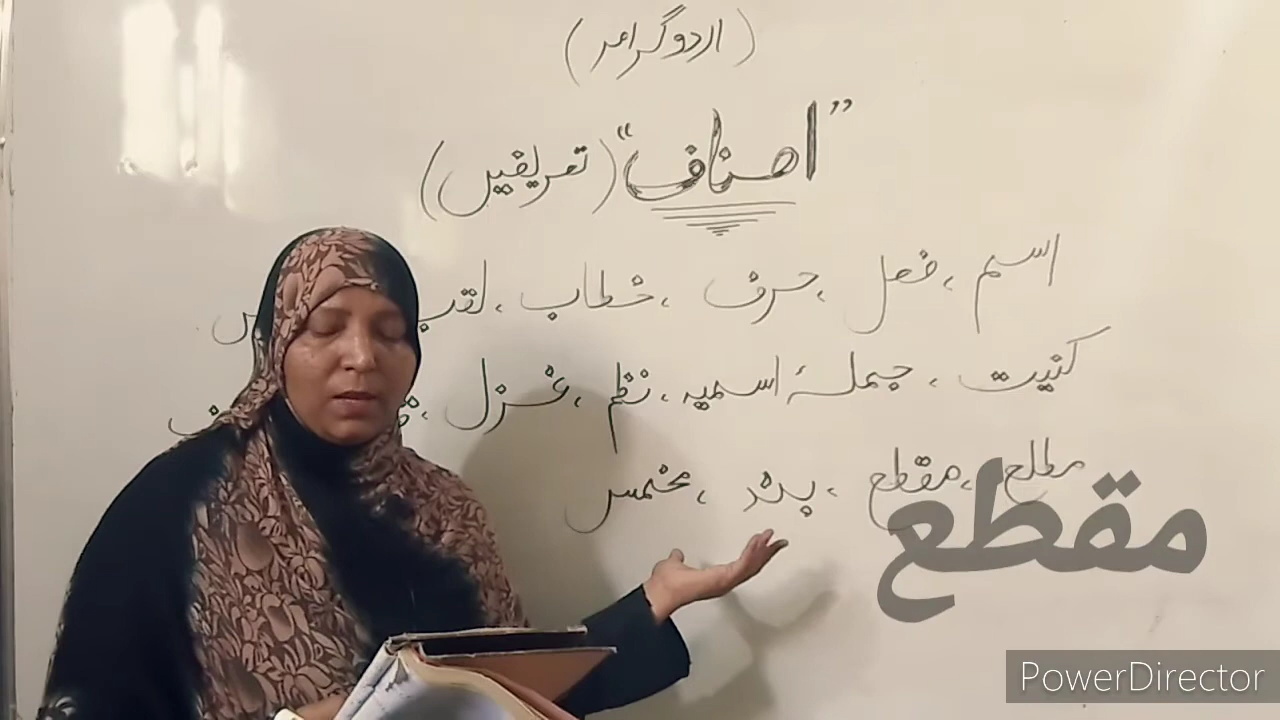 (اردو گرامر)
"اصناف" (تعریفیں)
اسم ، فعل ، حرف ، خطاب ، لقب
کنیت ، جملۂ اسمیہ ، نظم ، غزل ،
مطلع ، مقطع ، بند ، مخمس
مقطع
PowerDirector